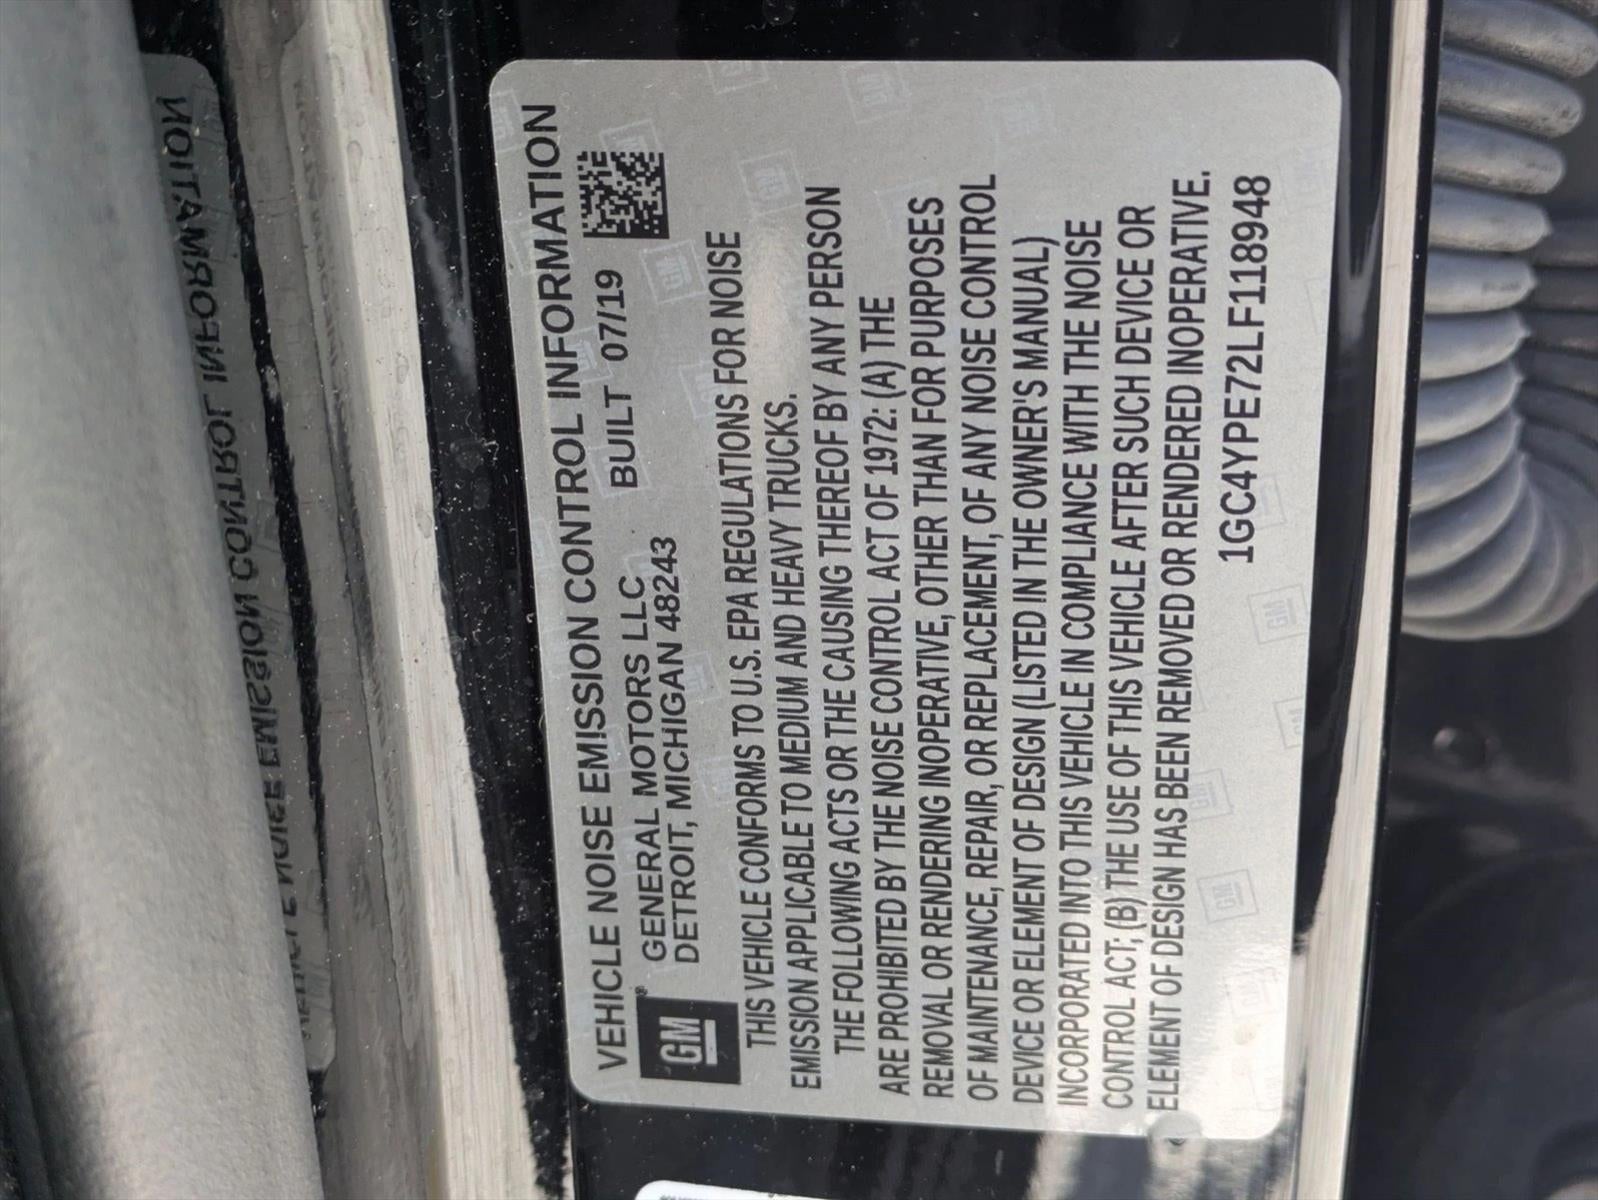 VEHICLE NOISE EMISSION CONTROL INFORMATION
GM®
GENERAL MOTORS LLC BUILT 07/19
DETROIT, MICHIGAN 48243
THIS VEHICLE CONFORMS TO U.S. EPA REGULATIONS FOR NOISE
EMISSION APPLICABLE TO MEDIUM AND HEAVY TRUCKS.
THE FOLLOWING ACTS OR THE CAUSING THEREOF BY ANY PERSON
ARE PROHIBITED BY THE NOISE CONTROL ACT OF 1972: (A) THE
REMOVAL OR RENDERING INOPERATIVE, OTHER THAN FOR PURPOSES
OF MAINTENANCE, REPAIR, OR REPLACEMENT, OF ANY NOISE CONTROL
DEVICE OR ELEMENT OF DESIGN (LISTED IN THE OWNER'S MANUAL)
INCORPORATED INTO THIS VEHICLE IN COMPLIANCE WITH THE NOISE
CONTROL ACT; (B) THE USE OF THIS VEHICLE AFTER SUCH DEVICE OR
ELEMENT OF DESIGN HAS BEEN REMOVED OR RENDERED INOPERATIVE.
1GC4YPE72LF118948